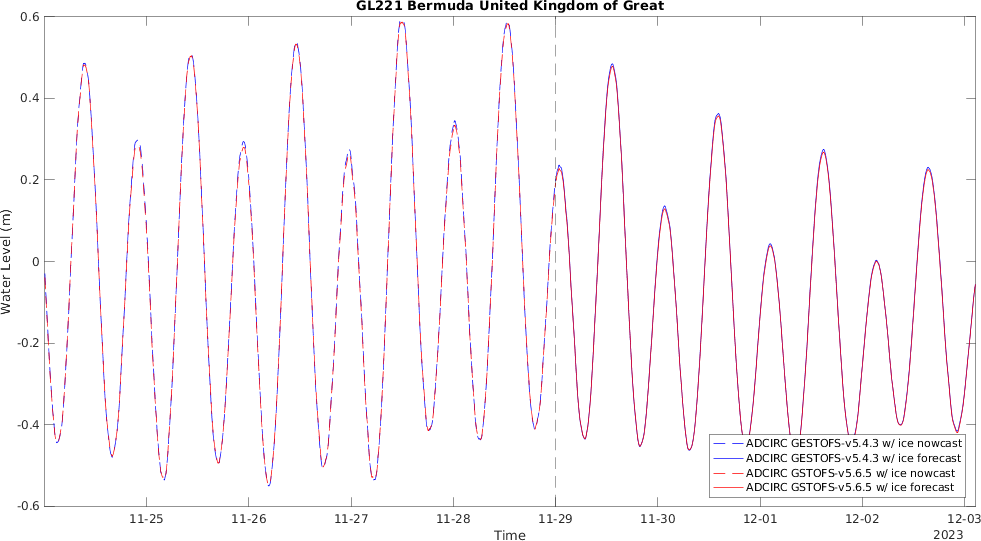 GL221 Bermuda United Kingdom of Great
0.6
0.4
0.2
0
-0.2
-0.4
-0.6
Water Level (m)
11-25 11-26 11-27 11-28 11-29 11-30 12-01 12-02 12-03
2023
Time
ADCIRC GESTOFS-v5.4.3 w/ ice nowcast
ADCIRC GESTOFS-v5.4.3 w/ ice forecast
ADCIRC GSTOFS-v5.6.5 w/ ice nowcast
ADCIRC GSTOFS-v5.6.5 w/ ice forecast